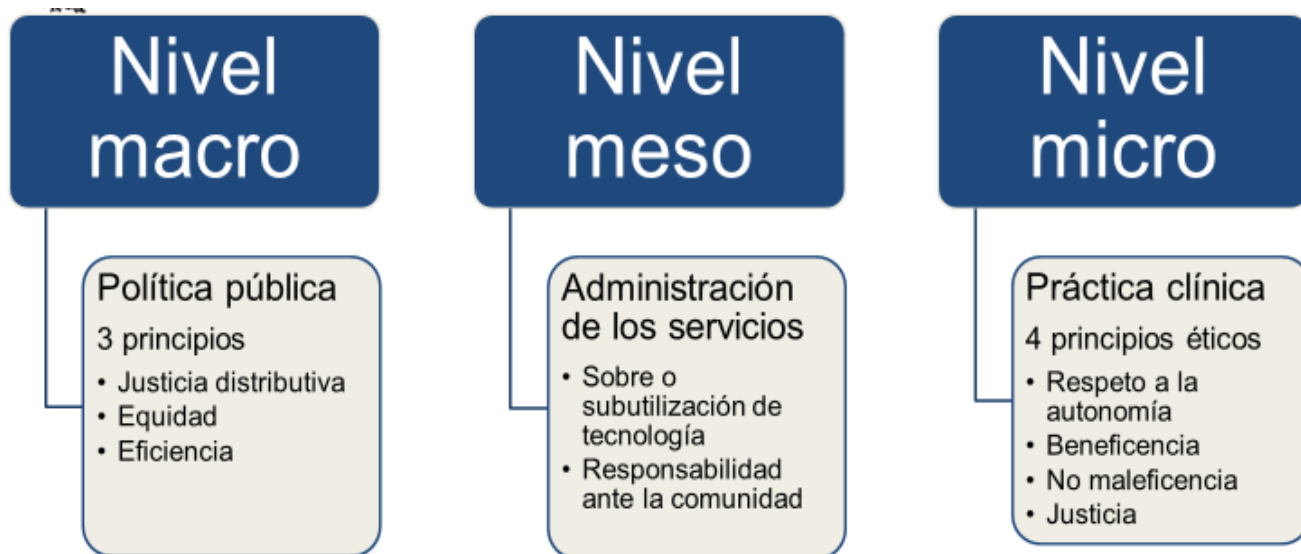 Nivel
macro
Política pública
3 principios
• Justicia distributiva
• Equidad
• Eficiencia
Nivel
meso
Administración
de los servicios
• Sobre o
subutilización de
tecnología
• Responsabilidad
ante la comunidad
Nivel
micro
Práctica clínica
4 principios éticos
• Respeto a la
autonomía
• Beneficencia
• No maleficencia
• Justicia